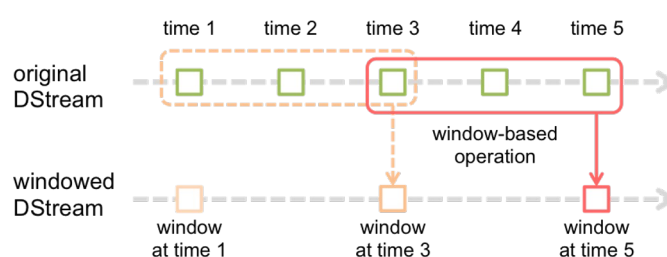 time 1 time 2 time 3 time 4 time 5
original
DStream
window-based
operation
windowed
DStream
window
at time 1
window
at time 3
window
at time 5